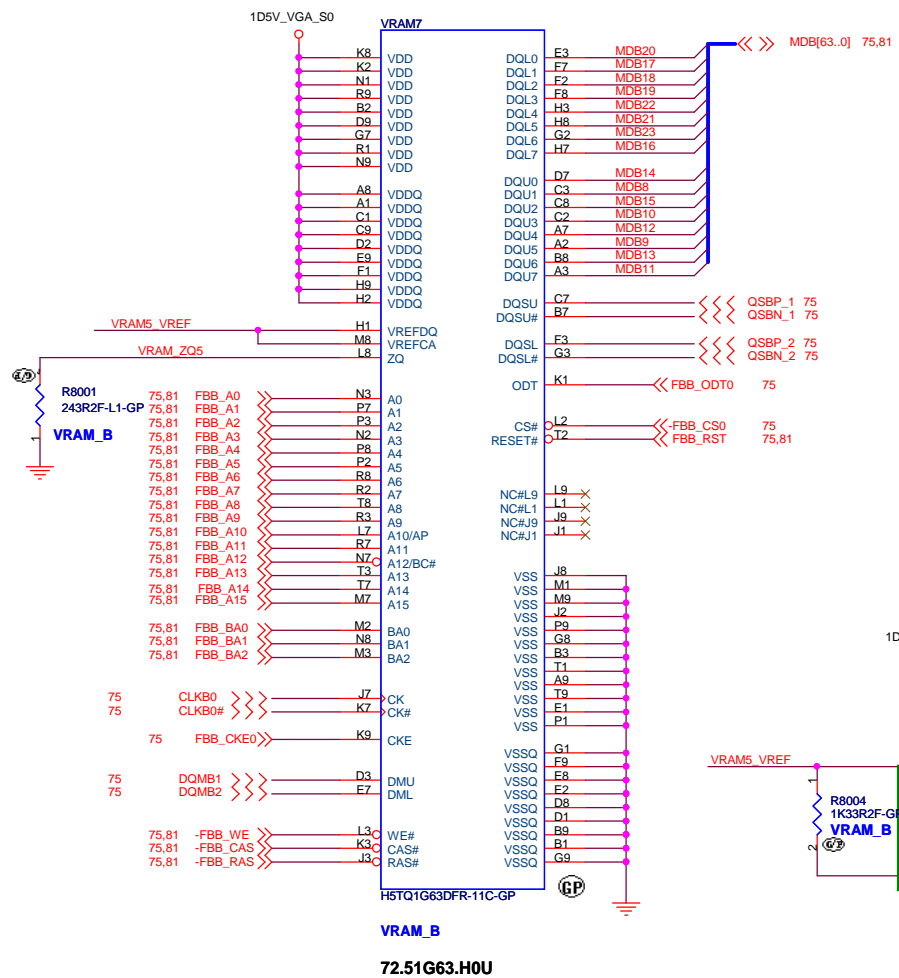 1D5V_VGA_S0
VRAM7
K8 VDD
K2 VDD
N1 VDD
R9 VDD
B2 VDD
D9 VDD
G7 VDD
R1 VDD
N9 VDD
A8 VDDQ
A1 VDDQ
C1 VDDQ
C9 VDDQ
D2 VDDQ
E9 VDDQ
F1 VDDQ
H9 VDDQ
H2 VDDQ
VRAM5_VREF H1 VREFDQ
M8 VREFCA
VRAM_ZQ5 L8 ZQ
R8001
243R2F-L1-GP
VRAM_B
1
75,81 FBB_A0 N3 A0
75,81 FBB_A1 P7 A1
75,81 FBB_A2 P3 A2
75,81 FBB_A3 N2 A3
75,81 FBB_A4 P8 A4
75,81 FBB_A5 P2 A5
75,81 FBB_A6 R8 A6
75,81 FBB_A7 R2 A7
75,81 FBB_A8 T8 A8
75,81 FBB_A9 R3 A9
75,81 FBB_A10 L7 A10/AP
75,81 FBB_A11 R7 A11
75,81 FBB_A12 N7 A12/BC#
75,81 FBB_A13 T3 A13
75,81 FBB_A14 T7 A14
75,81 FBB_A15 M7 A15
75,81 FBB_BA0 M2 BA0
75,81 FBB_BA1 N8 BA1
75,81 FBB_BA2 M3 BA2
75 CLKB0 J7 CK
75 CLKB0# K7 CK#
75 FBB_CKE0 K9 CKE
75 DQMB1 D3 DMU
75 DQMB2 E7 DML
75,81 -FBB_WE L3 WE#
75,81 -FBB_CAS K3 CAS#
75,81 -FBB_RAS J3 RAS#
DQL0 E3 MDB20
DQL1 F7 MDB17
DQL2 F2 MDB18
DQL3 F8 MDB19
DQL4 H3 MDB22
DQL5 H8 MDB21
DQL6 G2 MDB23
DQL7 H7 MDB16
MDB[63..0] 75,81
DQU0 D7 MDB14
DQU1 C3 MDB8
DQU2 C8 MDB15
DQU3 C2 MDB10
DQU4 A7 MDB12
DQU5 A2 MDB9
DQU6 B8 MDB13
DQU7 A3 MDB11
DQSU C7 QSBP_1 75
DQSU# B7 QSBN_1 75
DQSL F3 QSBP_2 75
DQSL# G3 QSBN_2 75
ODT K1 FBB_ODT0 75
CS# L2 -FBB_CS0 75
RESET# T2 FBB_RST 75,81
NC#L9 L9
NC#L1 L1
NC#J9 J9
NC#J1 J1
VSS J8
VSS M1
VSS M9
VSS J2
VSS P9
VSS G8
VSS B3
VSS T1
VSS A9
VSS T9
VSS E1
VSS P1
VSSQ G1
VSSQ F9
VSSQ E8
VSSQ E2
VSSQ D8
VSSQ D1
VSSQ B9
VSSQ B1
VSSQ G9
GP
H5TQ1G63DFR-11C-GP
VRAM_B
72.51G63.H0U
VRAM5_VREF
1
R8004
VRAM_B
2